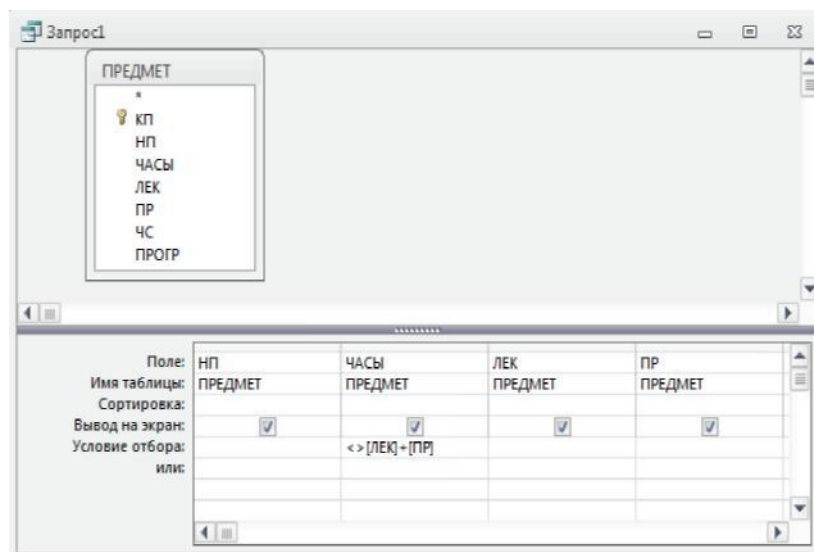 Запрос1
ПРЕДМЕТ
*
КП
НП
ЧАСЫ
ЛЕК
ПР
ЧС
ПРОГР
Поле: НП ЧАСЫ ЛЕК ПР
Имя таблицы: ПРЕДМЕТ ПРЕДМЕТ ПРЕДМЕТ ПРЕДМЕТ
Сортировка:
Вывод на экран:
Условие отбора: <>[ЛЕК]+[ПР]
или: